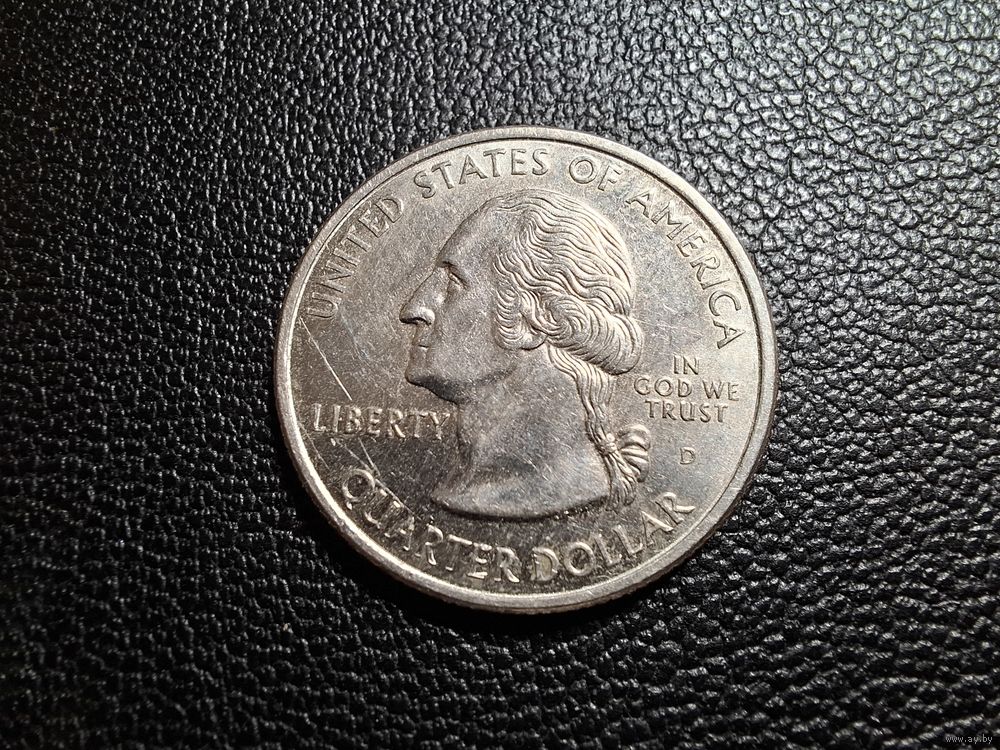 UNITED STATES OF AMERICA
LIBERTY
IN
GOD WE
TRUST
D
QUARTER DOLLAR
www.ay.by